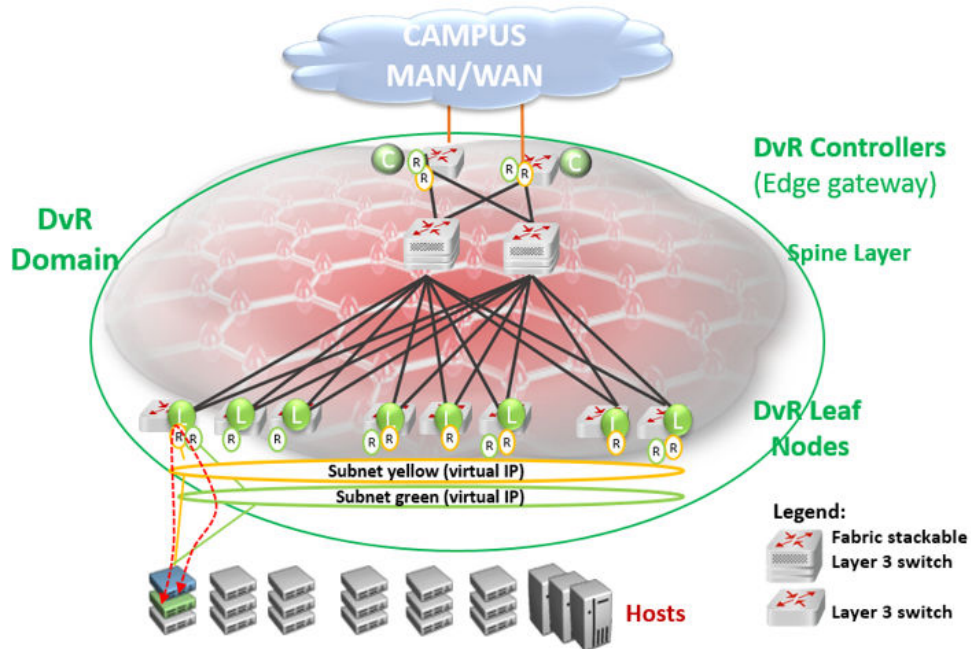 CAMPUS
MAN/WAN
C
R
R
R
R
C
DvR Controllers
(Edge gateway)
DvR
Domain
Spine Layer
L
L
L
L
L
L
L
L
R
R
R
R
R
R
R
R
R
R
R
R
DvR Leaf
Nodes
Subnet yellow (virtual IP)
Subnet green (virtual IP)
Legend:
Fabric stackable
Layer 3 switch
Layer 3 switch
Hosts